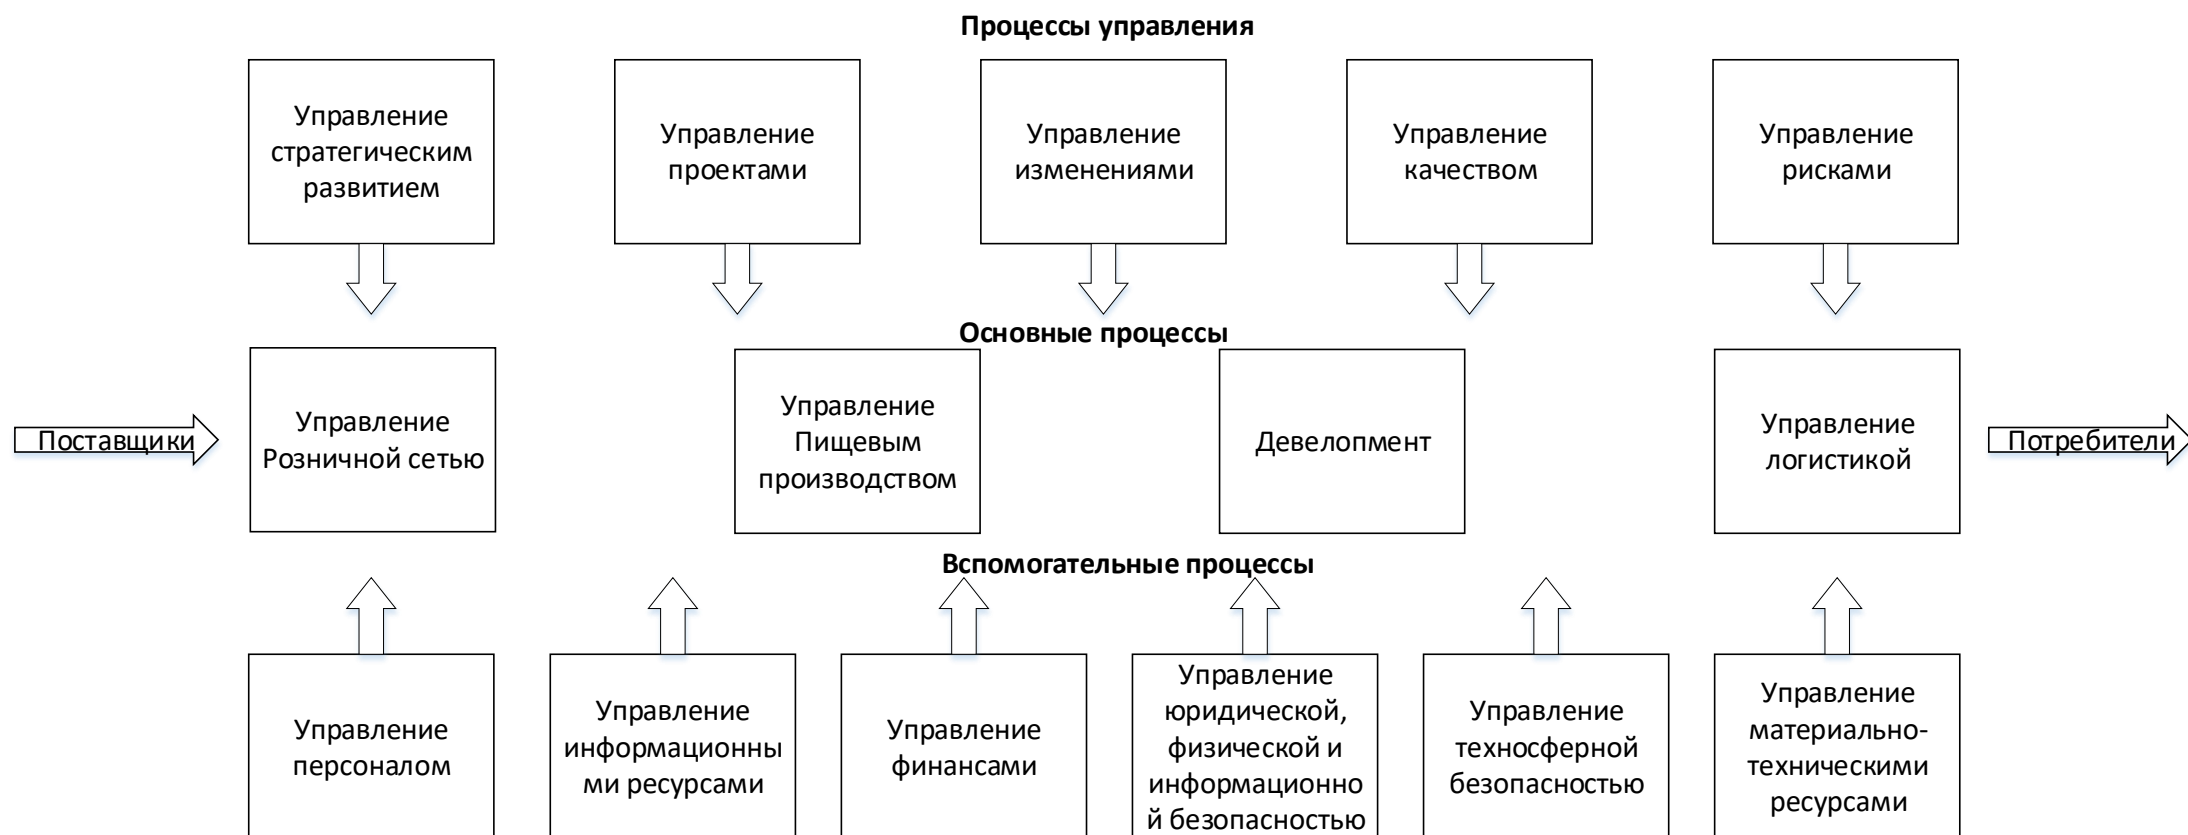 Процессы управления
Управление
стратегическим
развитием
Управление
проектами
Управление
изменениями
Управление
качеством
Управление
рисками
Основные процессы
Поставщики
Управление
Розничной сетью
Управление
Пищевым
производством
Девелопмент
Управление
логистикой
Потребители
Вспомогательные процессы
Управление
персоналом
Управление
информационны
ми ресурсами
Управление
финансами
Управление
юридической,
физической и
информационно
й безопасностью
Управление
техносферной
безопасностью
Управление
материально-
техническими
ресурсами